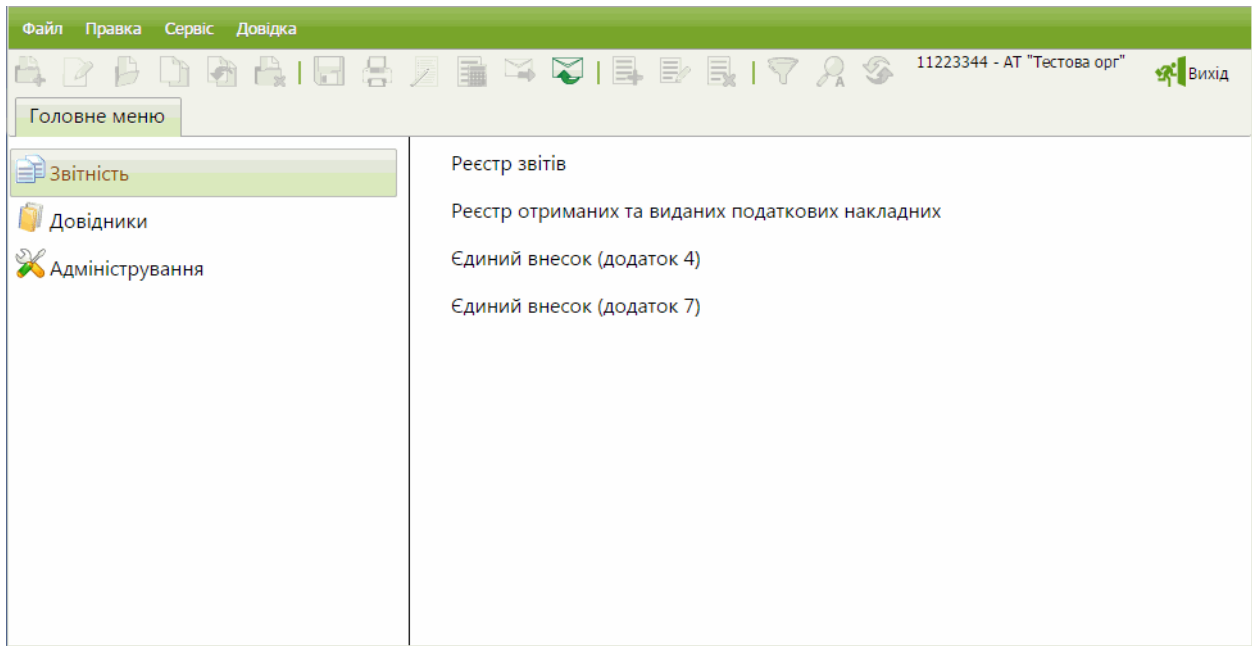 Файл Правка Сервіс Довідка
11223344 - АТ "Тестова орг"
Вихід
Головне меню
Звітність
Довідники
Адміністрування
Реєстр звітів
Реєстр отриманих та виданих податкових накладних
Єдиний внесок (додаток 4)
Єдиний внесок (додаток 7)